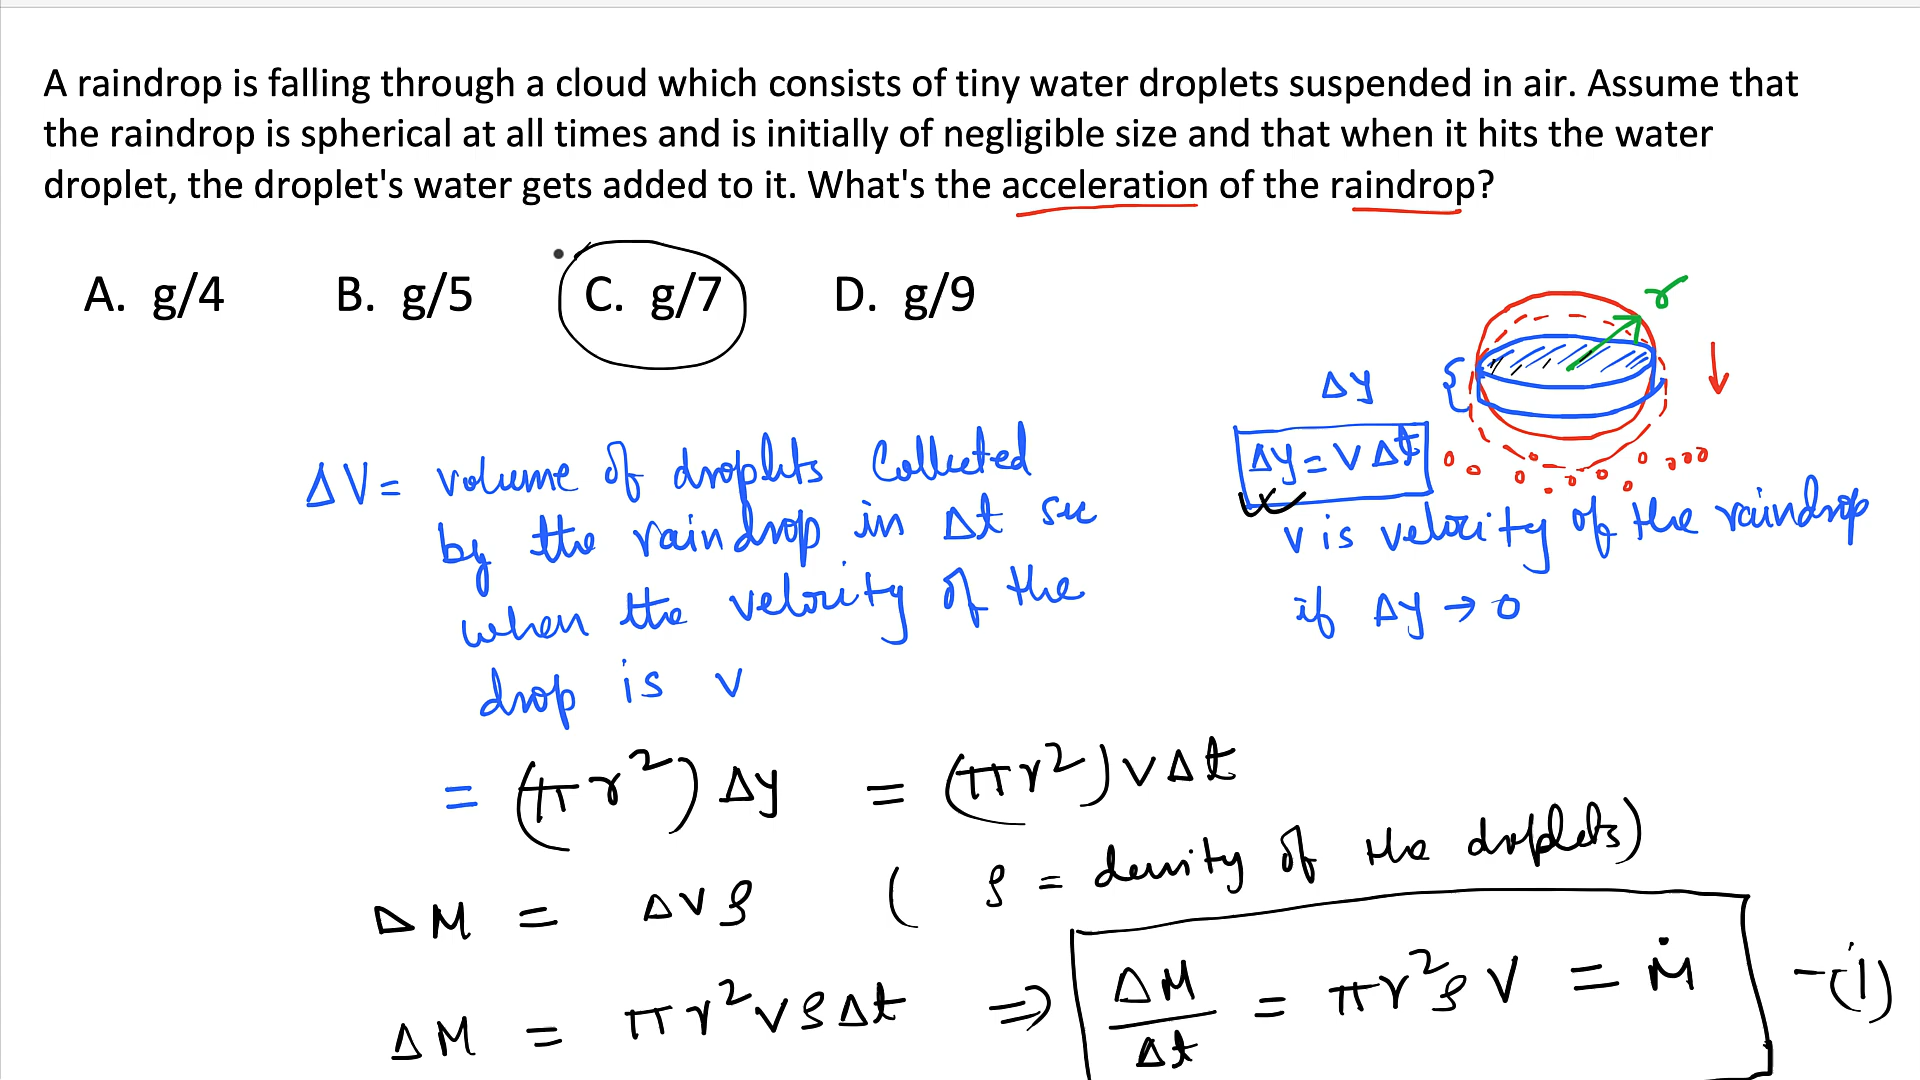 A raindrop is falling through a cloud which consists of tiny water droplets suspended in air. Assume that
the raindrop is spherical at all times and is initially of negligible size and that when it hits the water
droplet, the droplet's water gets added to it. What's the acceleration of the raindrop?
A. g/4 B. g/5 C. g/7 D. g/9
r
Δy
Δy = v Δt
v is velocity of the raindrop
if Δy → 0
ΔV = volume of droplets collected
by the raindrop in Δt sec
when the velocity of the
drop is v
= (πr²) Δy = (πr²) v Δt
ΔM = ΔV ρ ( ρ = density of the droplets)
ΔM = πr² v ρ Δt ⇒ ΔM/Δt = πr² ρ v = Ṁ –(1)